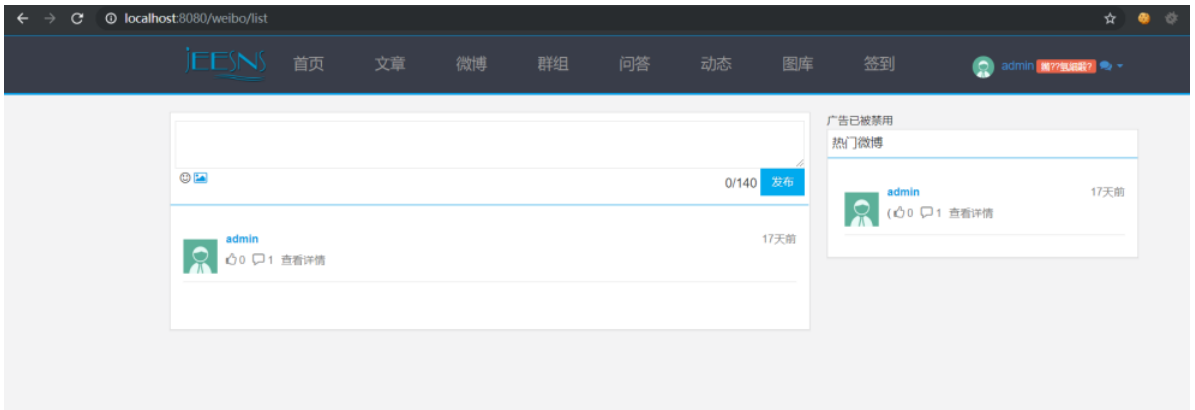 localhost:8080/weibo/list
JEESNS 首页 文章 微博 群组 问答 动态 图库 签到 admin
广告已被禁用
热门微博
0/140 发布
admin 17天前
0 1 查看详情
admin 17天前
( 0 1 查看详情